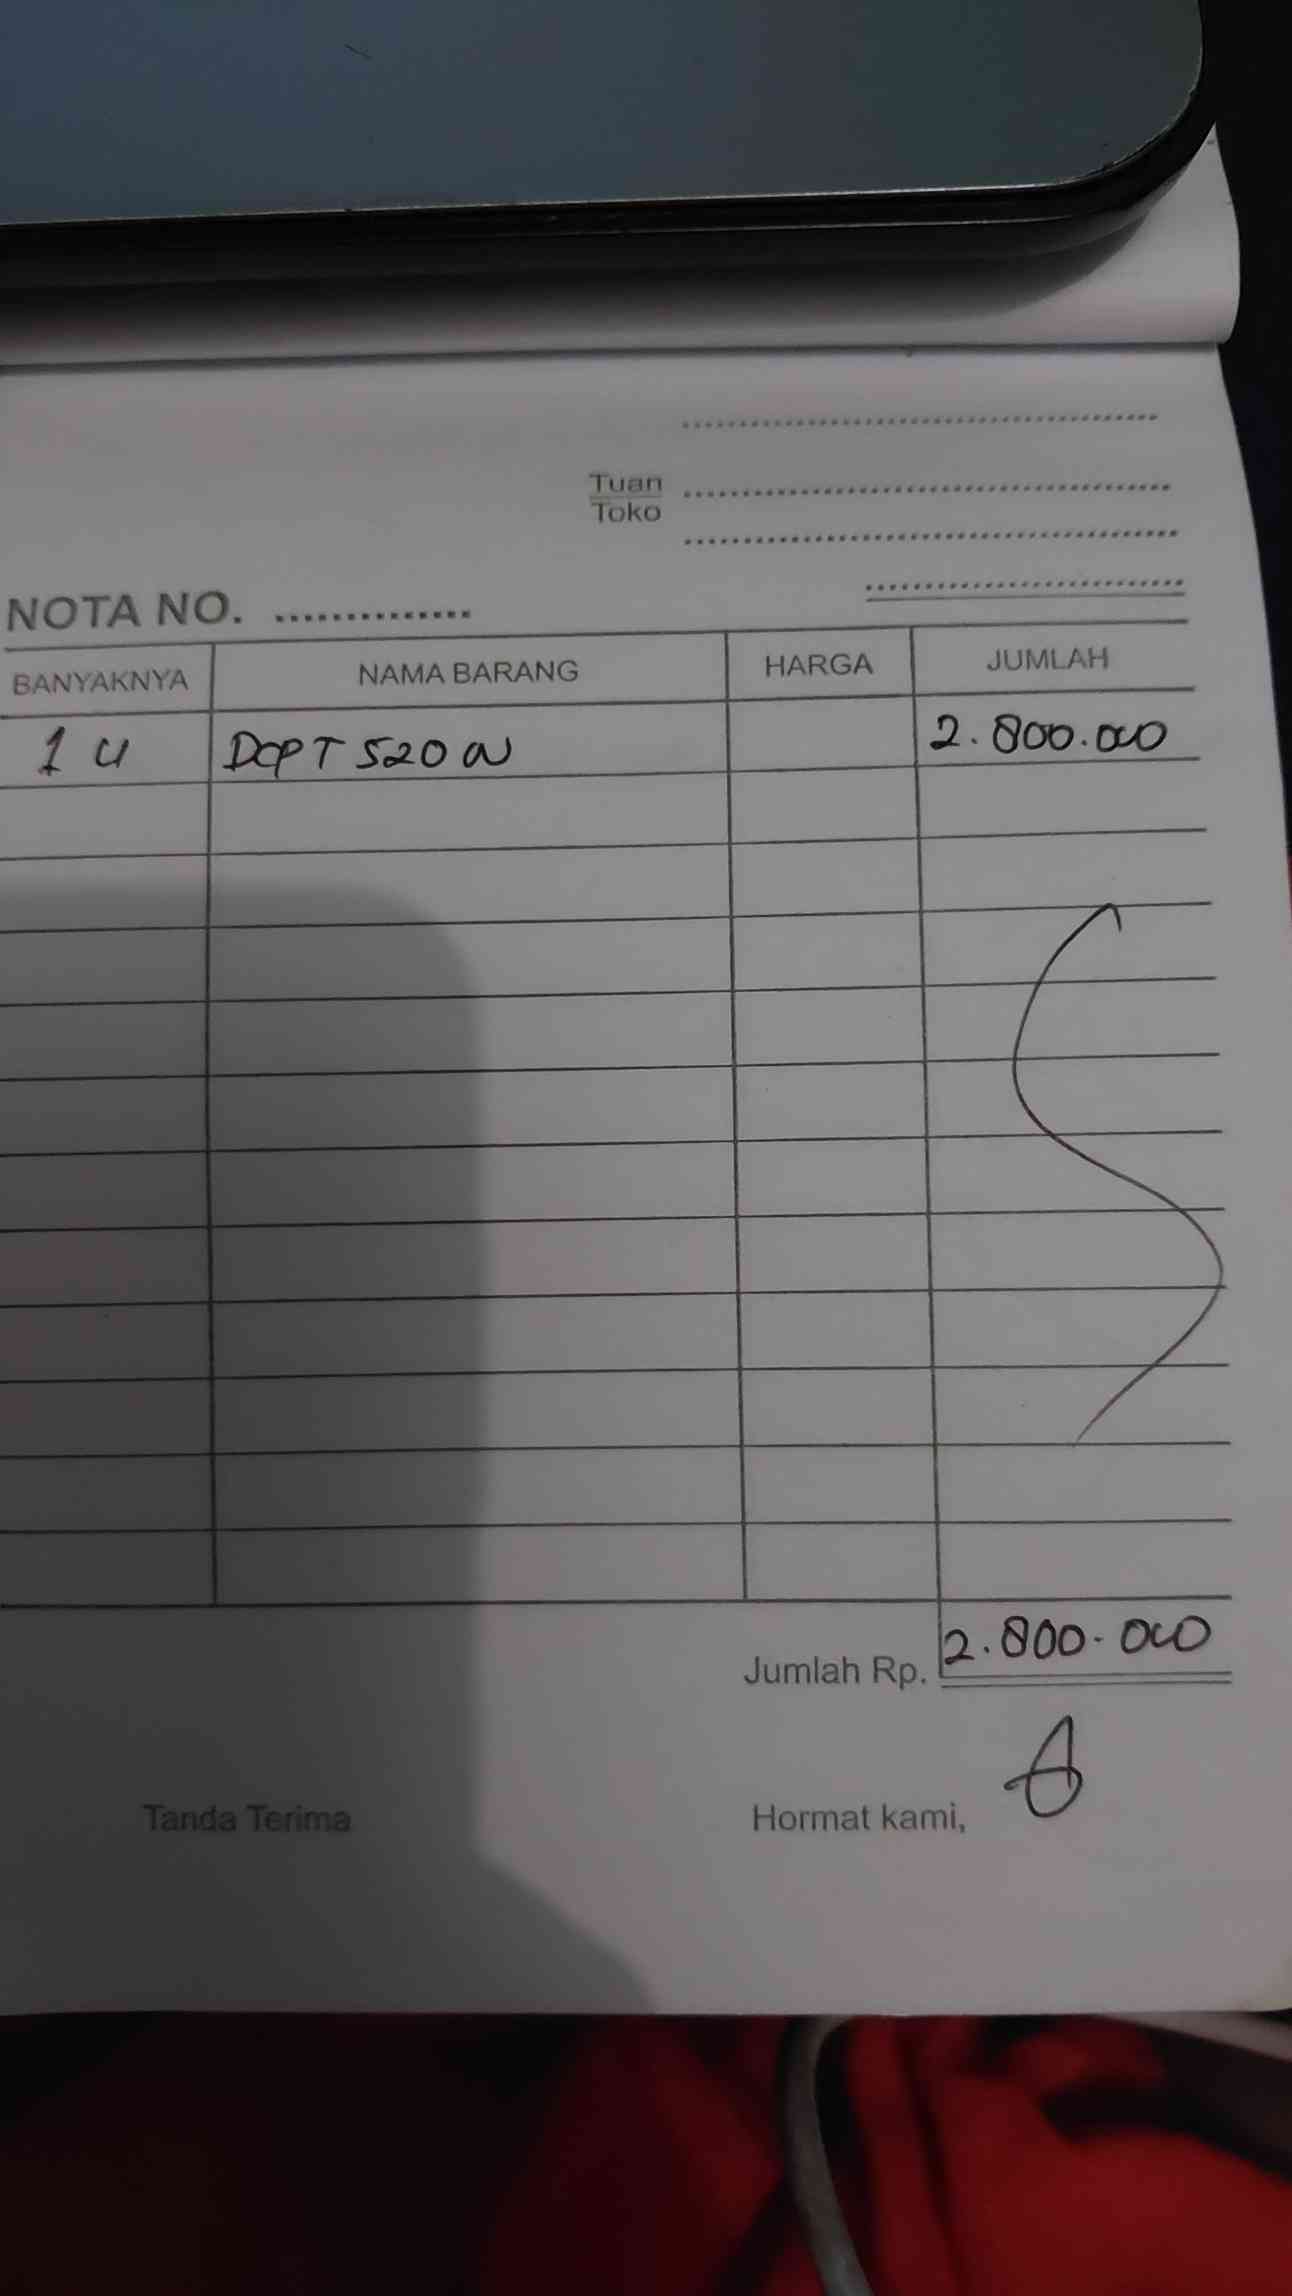 Tuan
Toko
NOTA NO. ..............
BANYAKNYA NAMA BARANG HARGA JUMLAH
1 U DCP T 520 W 2.800.000
Jumlah Rp. 2.800.000
Tanda Terima Hormat kami,